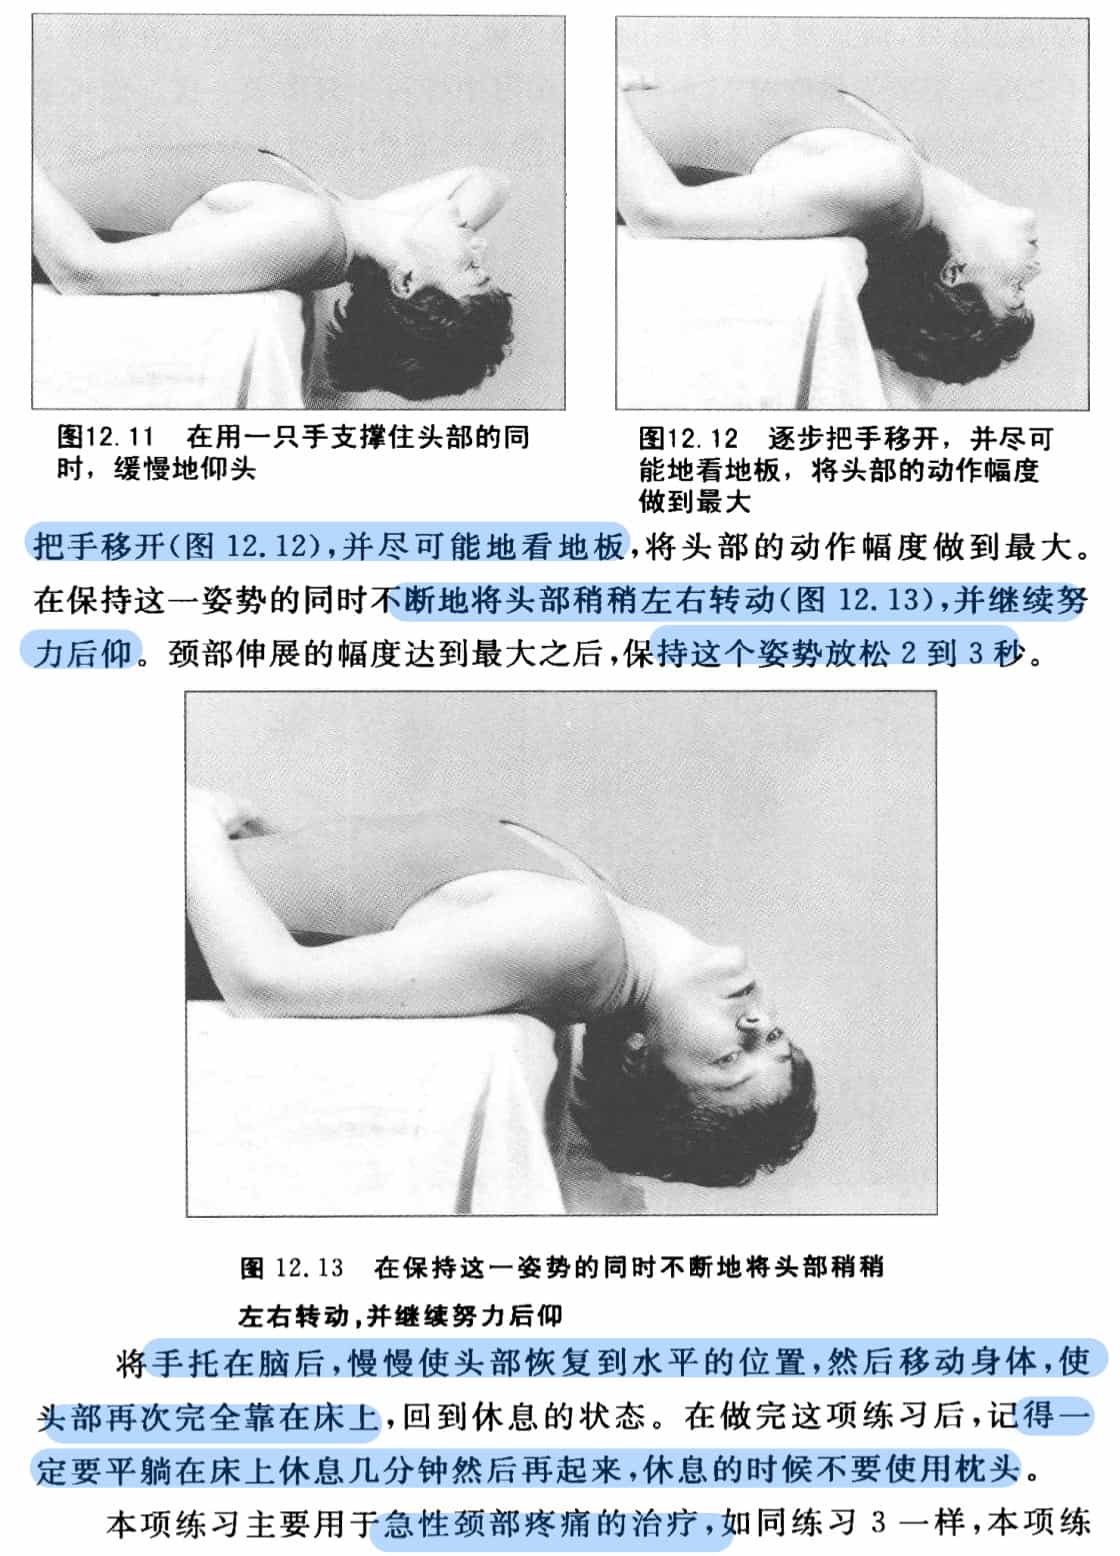 图12.11 在用一只手支撑住头部的同
时，缓慢地仰头
图12.12 逐步把手移开，并尽可
能地看地板，将头部的动作幅度
做到最大
把手移开(图 12.12),并尽可能地看地板,将头部的动作幅度做到最大。
在保持这一姿势的同时不断地将头部稍稍左右转动(图 12.13),并继续努
力后仰。颈部伸展的幅度达到最大之后,保持这个姿势放松 2 到 3 秒。
图 12.13 在保持这一姿势的同时不断地将头部稍稍
左右转动,并继续努力后仰
将手托在脑后,慢慢使头部恢复到水平的位置,然后移动身体,使
头部再次完全靠在床上,回到休息的状态。在做完这项练习后,记得一
定要平躺在床上休息几分钟然后再起来,休息的时候不要使用枕头。
本项练习主要用于急性颈部疼痛的治疗,如同练习 3 一样,本项练